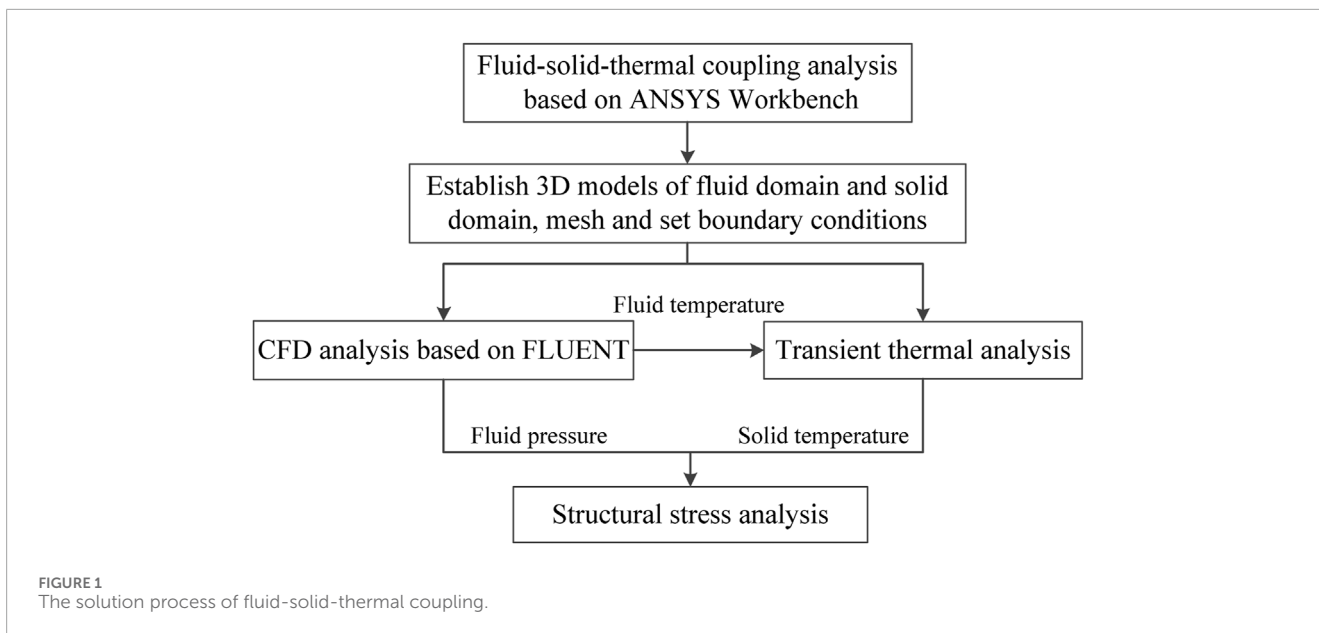 Fluid-solid-thermal coupling analysis
based on ANSYS Workbench
Establish 3D models of fluid domain and solid
domain, mesh and set boundary conditions
Fluid temperature
CFD analysis based on FLUENT
Transient thermal analysis
Fluid pressure
Solid temperature
Structural stress analysis
FIGURE 1
The solution process of fluid-solid-thermal coupling.